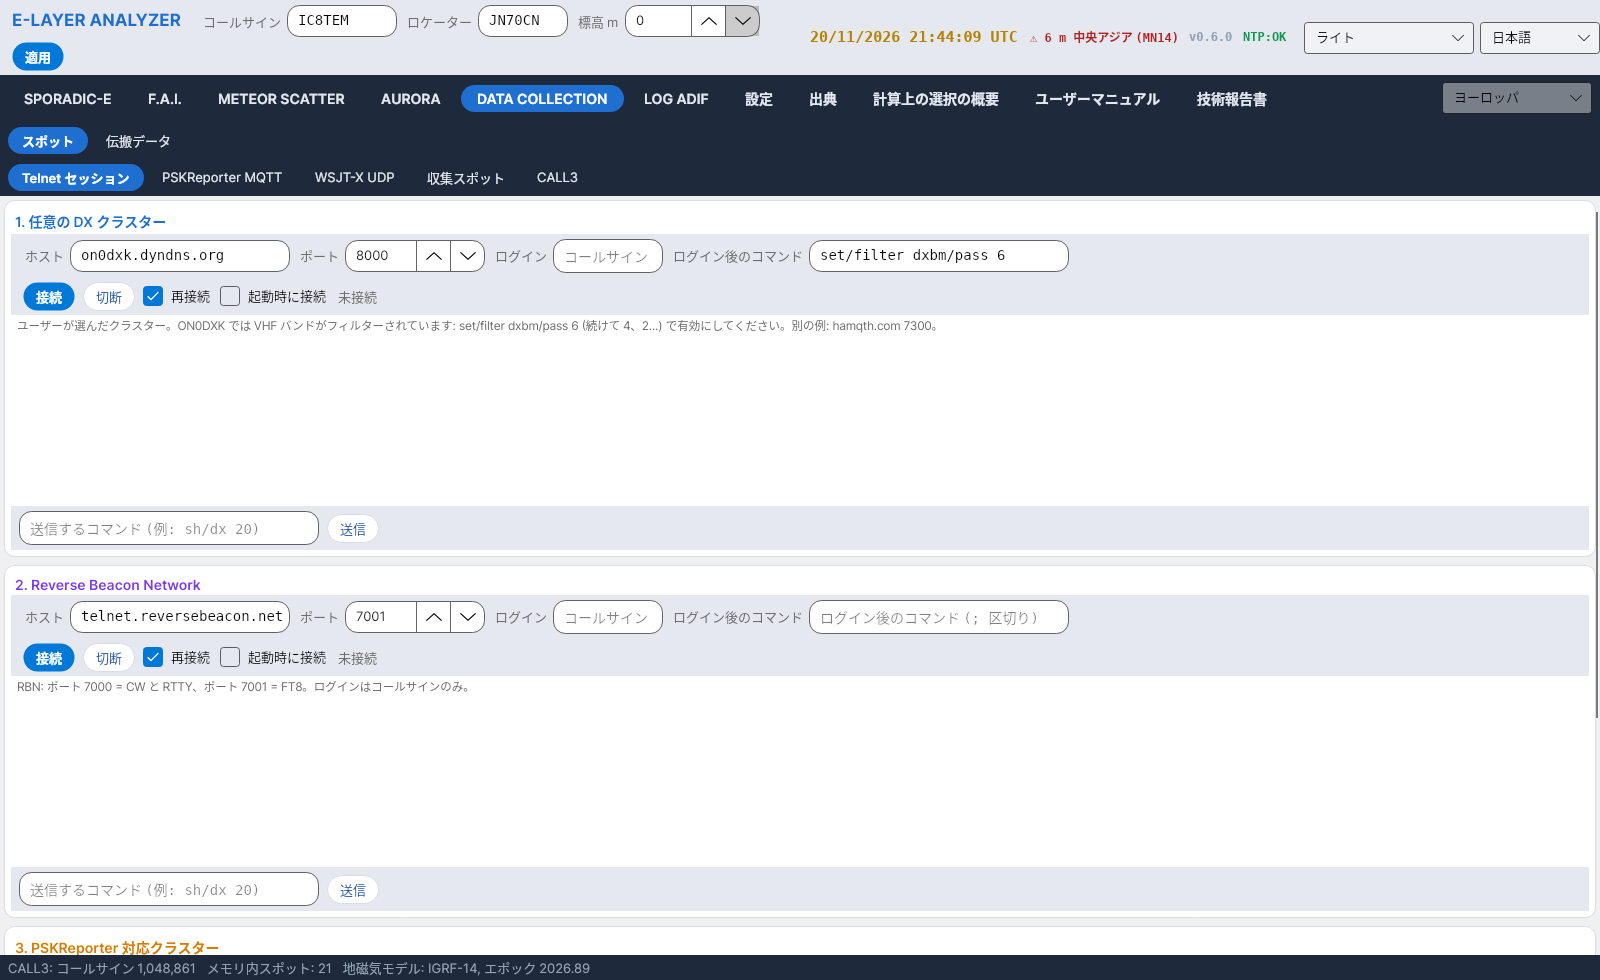 E-LAYER ANALYZER コールサイン IC8TEM ロケーター JN70CN 標高 m 0
20/11/2026 21:44:09 UTC ⚠ 6 m 中央アジア (MN14) v0.6.0 NTP:OK ライト 日本語
適用
SPORADIC-E F.A.I. METEOR SCATTER AURORA DATA COLLECTION LOG ADIF 設定 出典 計算上の選択の概要 ユーザーマニュアル 技術報告書 ヨーロッパ
スポット 伝搬データ
Telnet セッション PSKReporter MQTT WSJT-X UDP 収集スポット CALL3
1. 任意の DX クラスター
ホスト on0dxk.dyndns.org ポート 8000 ログイン コールサイン ログイン後のコマンド set/filter dxbm/pass 6
接続 切断 再接続 起動時に接続 未接続
ユーザーが選んだクラスター。ON0DXK では VHF バンドがフィルターされています: set/filter dxbm/pass 6 (続けて 4、2...) で有効にしてください。別の例: hamqth.com 7300。
送信するコマンド (例: sh/dx 20) 送信
2. Reverse Beacon Network
ホスト telnet.reversebeacon.net ポート 7001 ログイン コールサイン ログイン後のコマンド ログイン後のコマンド (; 区切り)
接続 切断 再接続 起動時に接続 未接続
RBN: ポート 7000 = CW と RTTY、ポート 7001 = FT8。ログインはコールサインのみ。
送信するコマンド (例: sh/dx 20) 送信
3. PSKReporter 対応クラスター
CALL3: コールサイン 1,048,861 メモリ内スポット: 21 地磁気モデル: IGRF-14, エポック 2026.89